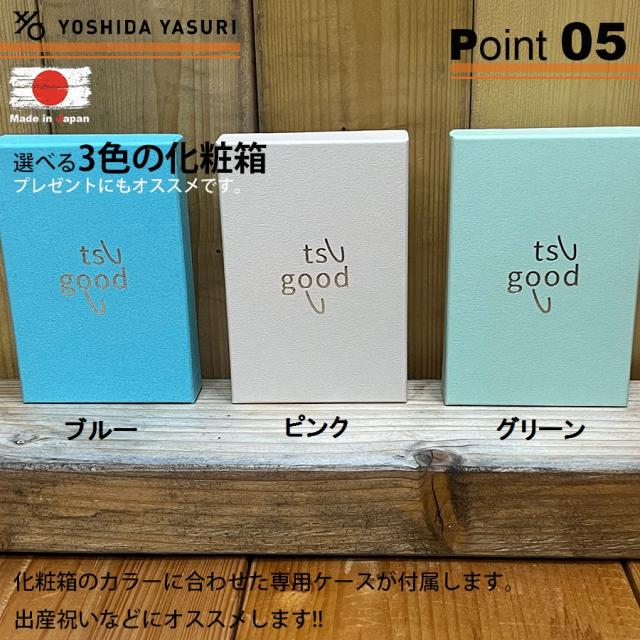 YOSHIDA YASURI
Point 05
Made in Japan
選べる3色の化粧箱
プレゼントにもオススメです。
tsU
good
tsU
good
tsU
good
ブルー
ピンク
グリーン
化粧箱のカラーに合わせた専用ケースが付属します。
出産祝いなどにオススメします!!